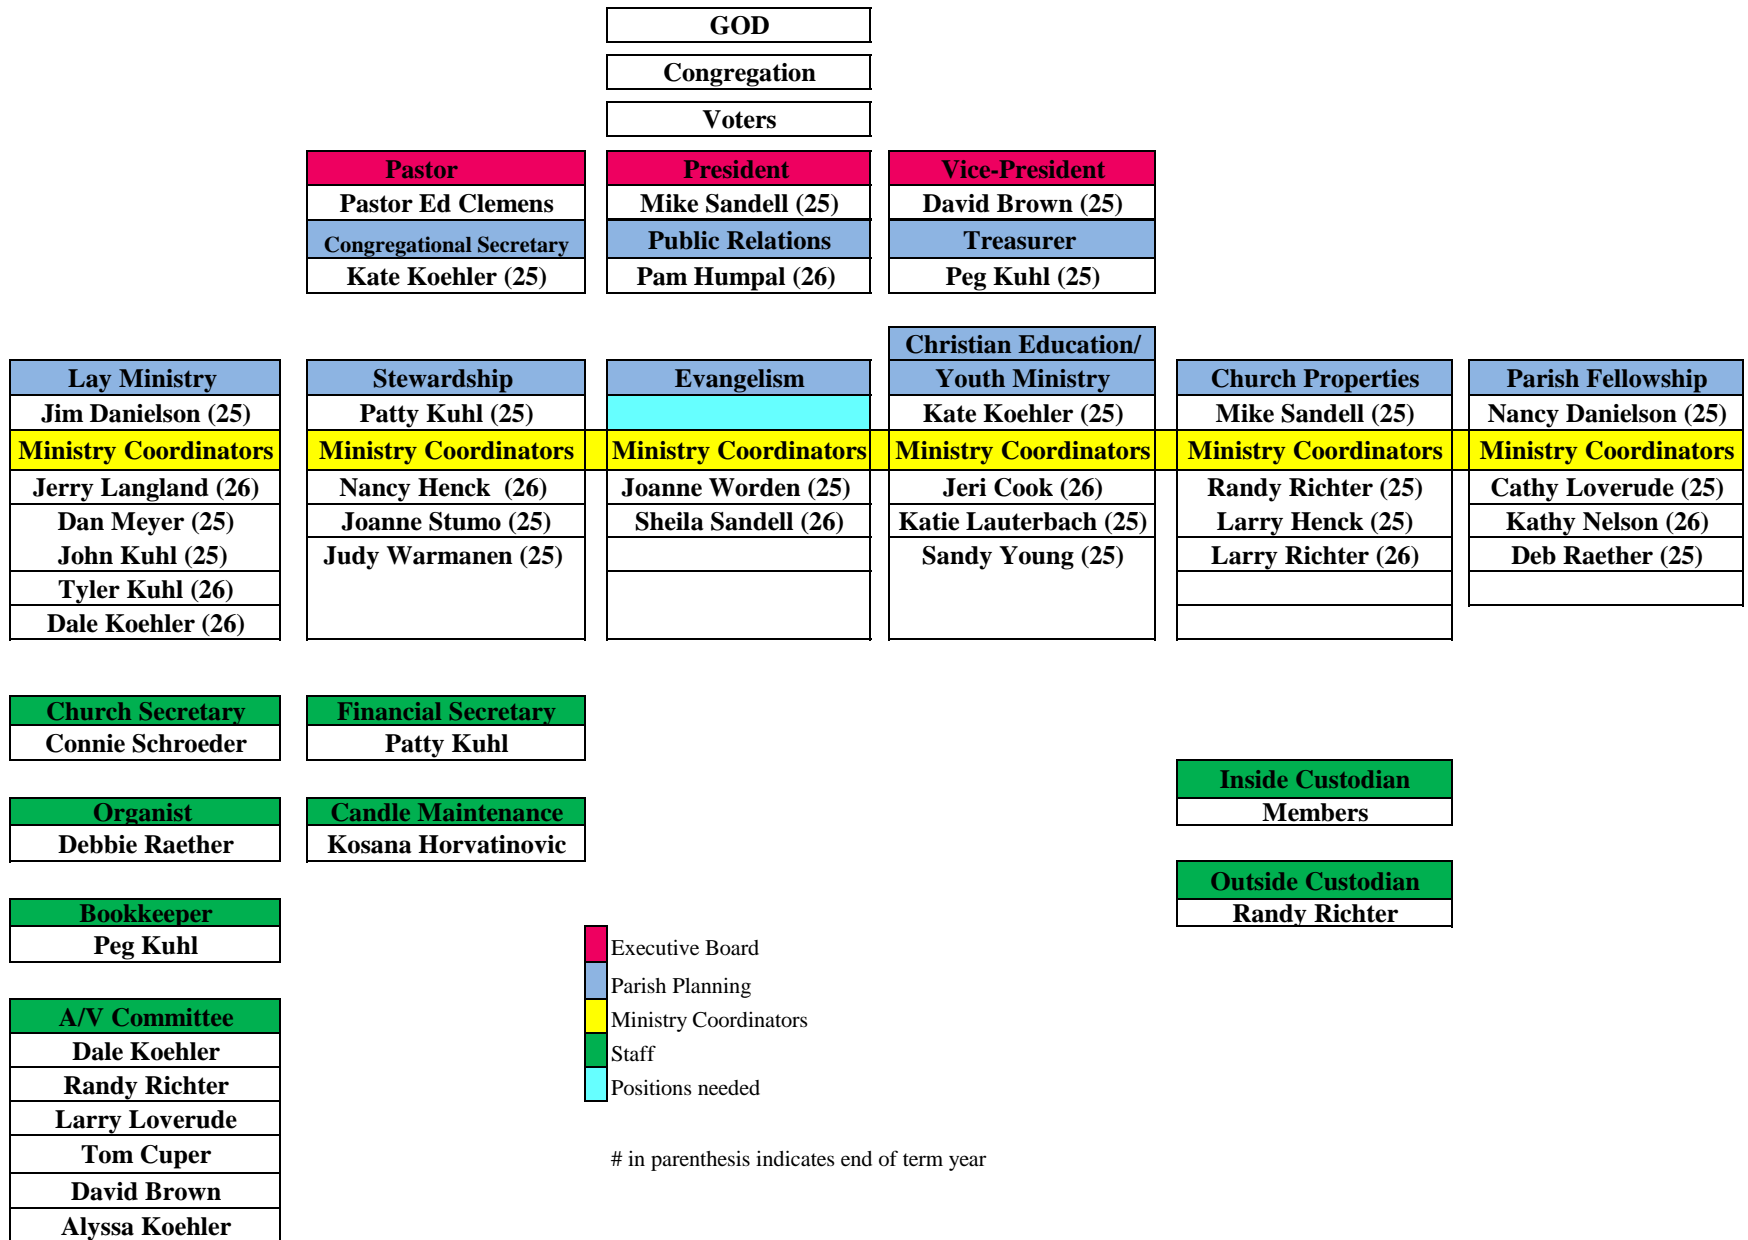 GOD
Congregation
Voters
Pastor President Vice-President
Pastor Ed Clemens Mike Sandell (25) David Brown (25)
Congregational Secretary Public Relations Treasurer
Kate Koehler (25) Pam Humpal (26) Peg Kuhl (25)
Christian Education/
Lay Ministry Stewardship Evangelism Youth Ministry Church Properties Parish Fellowship
Jim Danielson (25) Patty Kuhl (25) Kate Koehler (25) Mike Sandell (25) Nancy Danielson (25)
Ministry Coordinators Ministry Coordinators Ministry Coordinators Ministry Coordinators Ministry Coordinators Ministry Coordinators
Jerry Langland (26) Nancy Henck (26) Joanne Worden (25) Jeri Cook (26) Randy Richter (25) Cathy Loverude (25)
Dan Meyer (25) Joanne Stumo (25) Sheila Sandell (26) Katie Lauterbach (25) Larry Henck (25) Kathy Nelson (26)
John Kuhl (25) Judy Warmanen (25) Sandy Young (25) Larry Richter (26) Deb Raether (25)
Tyler Kuhl (26)
Dale Koehler (26)
Church Secretary Financial Secretary
Connie Schroeder Patty Kuhl
Inside Custodian
Members
Organist Candle Maintenance
Debbie Raether Kosana Horvatinovic
Outside Custodian
Randy Richter
Bookkeeper
Peg Kuhl
Executive Board
Parish Planning
Ministry Coordinators
Staff
Positions needed
A/V Committee
Dale Koehler
Randy Richter
Larry Loverude
Tom Cuper
David Brown
Alyssa Koehler
# in parenthesis indicates end of term year